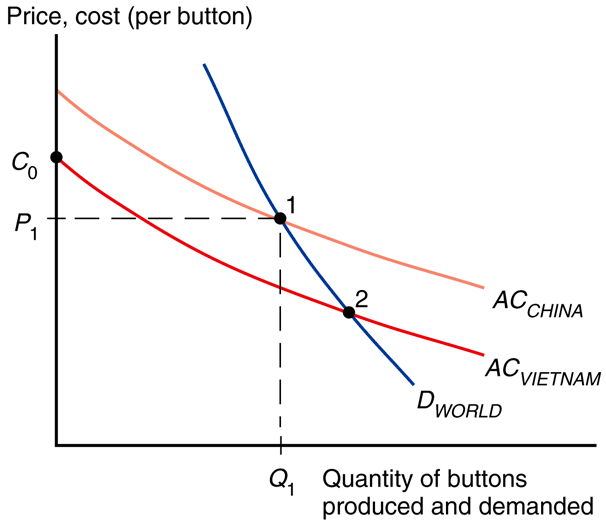 Price, cost (per button)
C0
P1
1
2
ACCHINA
ACVIETNAM
DWORLD
Q1
Quantity of buttons
produced and demanded